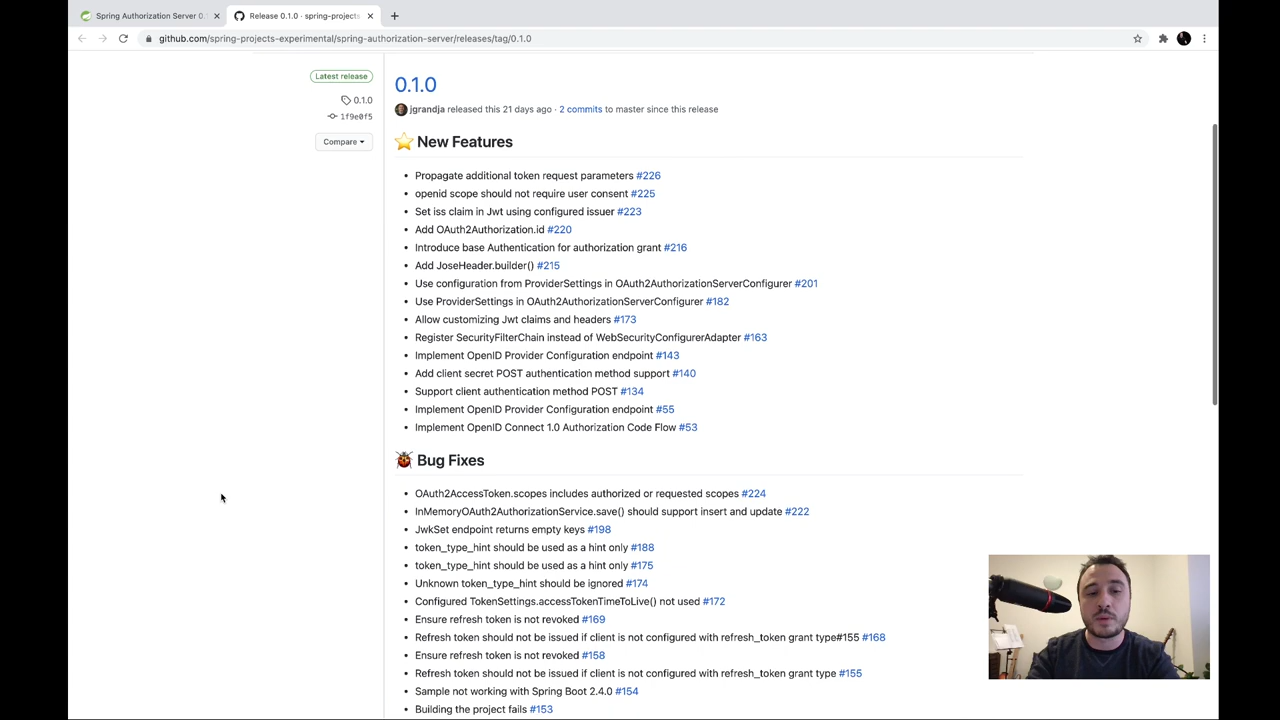 Spring Authorization Server 0.
Release 0.1.0 · spring-projects
github.com/spring-projects-experimental/spring-authorization-server/releases/tag/0.1.0
Latest release
0.1.0
1f9e0f5
Compare
0.1.0
jgrandja released this 21 days ago · 2 commits to master since this release
New Features
Propagate additional token request parameters #226
openid scope should not require user consent #225
Set iss claim in Jwt using configured issuer #223
Add OAuth2Authorization.id #220
Introduce base Authentication for authorization grant #216
Add JoseHeader.builder() #215
Use configuration from ProviderSettings in OAuth2AuthorizationServerConfigurer #201
Use ProviderSettings in OAuth2AuthorizationServerConfigurer #182
Allow customizing Jwt claims and headers #173
Register SecurityFilterChain instead of WebSecurityConfigurerAdapter #163
Implement OpenID Provider Configuration endpoint #143
Add client secret POST authentication method support #140
Support client authentication method POST #134
Implement OpenID Provider Configuration endpoint #55
Implement OpenID Connect 1.0 Authorization Code Flow #53
Bug Fixes
OAuth2AccessToken.scopes includes authorized or requested scopes #224
InMemoryOAuth2AuthorizationService.save() should support insert and update #222
JwkSet endpoint returns empty keys #198
token_type_hint should be used as a hint only #188
token_type_hint should be used as a hint only #175
Unknown token_type_hint should be ignored #174
Configured TokenSettings.accessTokenTimeToLive() not used #172
Ensure refresh token is not revoked #169
Refresh token should not be issued if client is not configured with refresh_token grant type#155 #168
Ensure refresh token is not revoked #158
Refresh token should not be issued if client is not configured with refresh_token grant type #155
Sample not working with Spring Boot 2.4.0 #154
Building the project fails #153